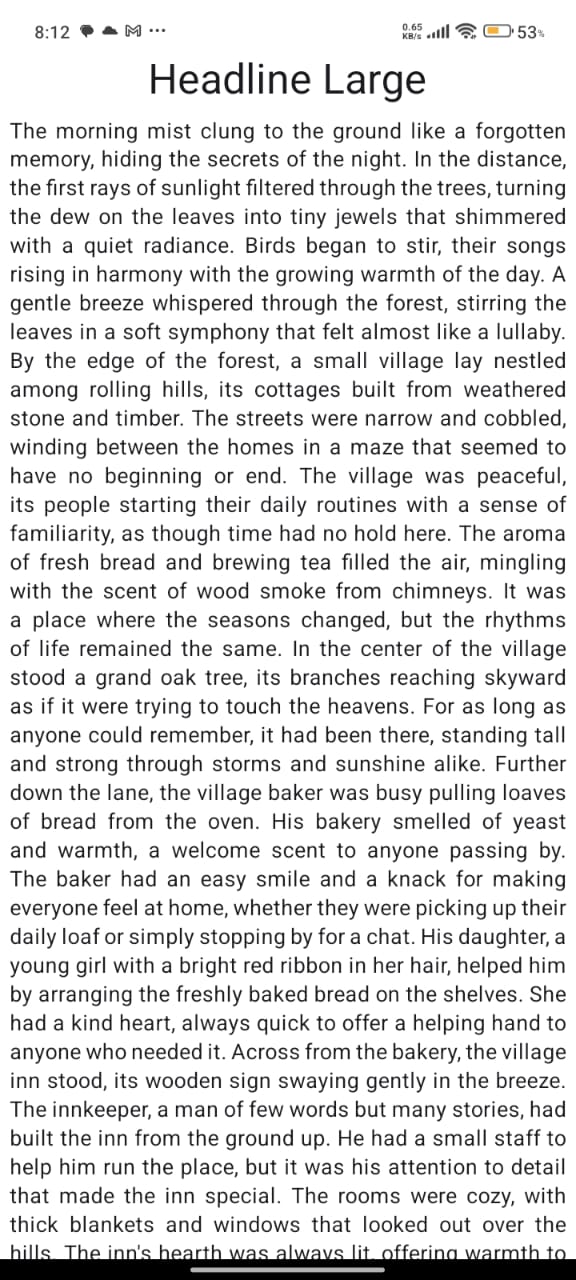 8:12
0.65
KB/s
53%
Headline Large
The morning mist clung to the ground like a forgotten
memory, hiding the secrets of the night. In the distance,
the first rays of sunlight filtered through the trees, turning
the dew on the leaves into tiny jewels that shimmered
with a quiet radiance. Birds began to stir, their songs
rising in harmony with the growing warmth of the day. A
gentle breeze whispered through the forest, stirring the
leaves in a soft symphony that felt almost like a lullaby.
By the edge of the forest, a small village lay nestled
among rolling hills, its cottages built from weathered
stone and timber. The streets were narrow and cobbled,
winding between the homes in a maze that seemed to
have no beginning or end. The village was peaceful,
its people starting their daily routines with a sense of
familiarity, as though time had no hold here. The aroma
of fresh bread and brewing tea filled the air, mingling
with the scent of wood smoke from chimneys. It was
a place where the seasons changed, but the rhythms
of life remained the same. In the center of the village
stood a grand oak tree, its branches reaching skyward
as if it were trying to touch the heavens. For as long as
anyone could remember, it had been there, standing tall
and strong through storms and sunshine alike. Further
down the lane, the village baker was busy pulling loaves
of bread from the oven. His bakery smelled of yeast
and warmth, a welcome scent to anyone passing by.
The baker had an easy smile and a knack for making
everyone feel at home, whether they were picking up their
daily loaf or simply stopping by for a chat. His daughter, a
young girl with a bright red ribbon in her hair, helped him
by arranging the freshly baked bread on the shelves. She
had a kind heart, always quick to offer a helping hand to
anyone who needed it. Across from the bakery, the village
inn stood, its wooden sign swaying gently in the breeze.
The innkeeper, a man of few words but many stories, had
built the inn from the ground up. He had a small staff to
help him run the place, but it was his attention to detail
that made the inn special. The rooms were cozy, with
thick blankets and windows that looked out over the
hills. The inn's hearth was always lit, offering warmth to